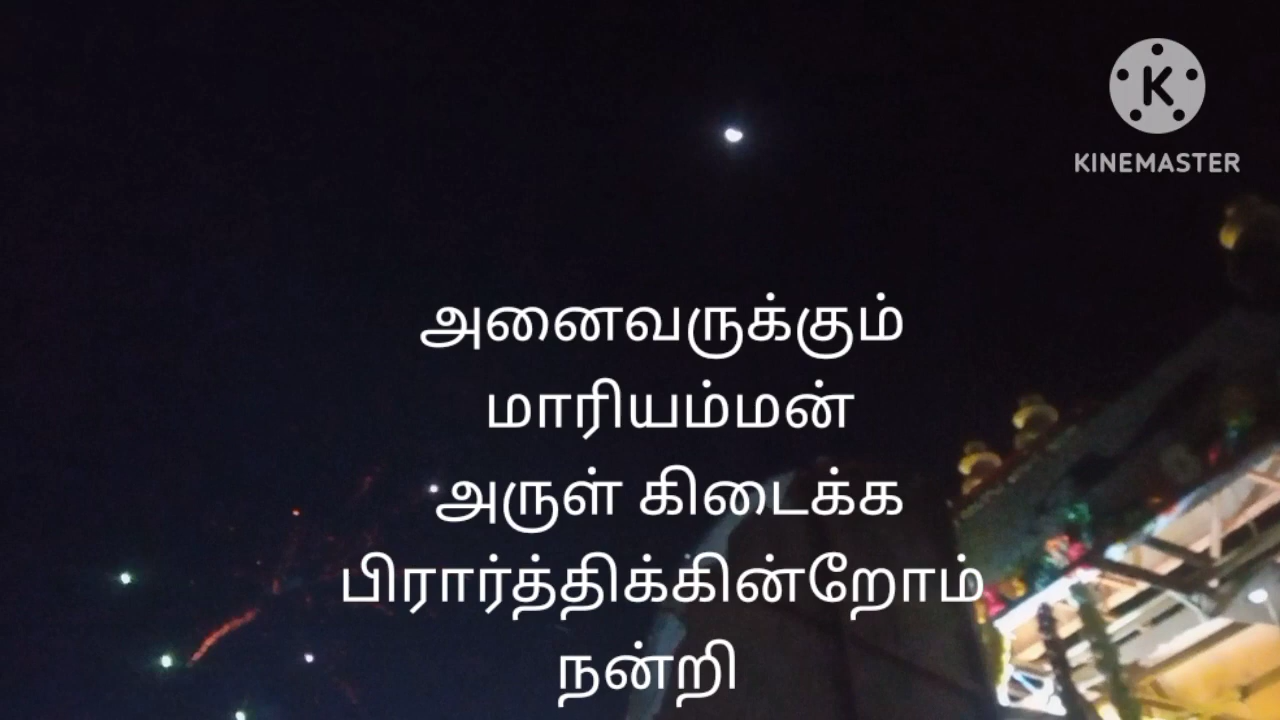 KINEMASTER
அனைவருக்கும்
மாரியம்மன்
அருள் கிடைக்க
பிரார்த்திக்கின்றோம்
நன்றி